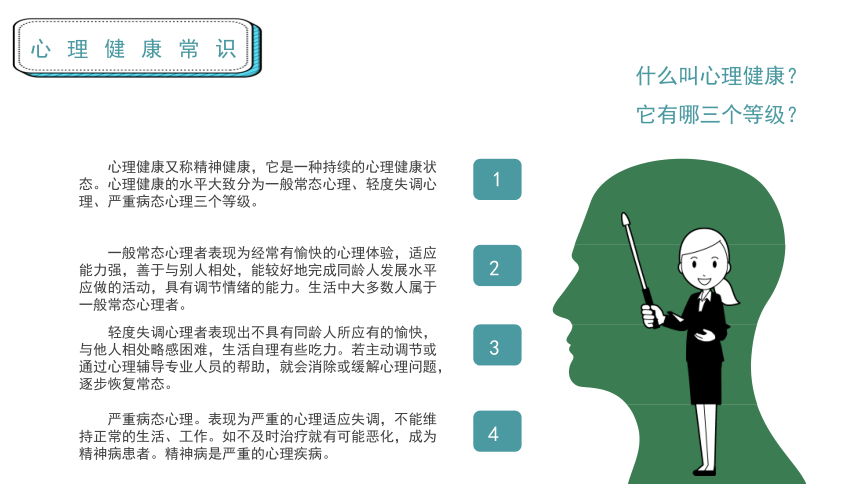 心理健康常识
什么叫心理健康？
它有哪三个等级？
心理健康又称精神健康，它是一种持续的心理健康状
态。心理健康的水平大致分为一般常态心理、轻度失调心
理、严重病态心理三个等级。
1
一般常态心理者表现为经常有愉快的心理体验，适应
能力强，善于与别人相处，能较好地完成同龄人发展水平
应做的活动，具有调节情绪的能力。生活中大多数人属于
一般常态心理者。
2
轻度失调心理者表现出不具有同龄人所应有的愉快，
与他人相处略感困难，生活自理有些吃力。若主动调节或
通过心理辅导专业人员的帮助，就会消除或缓解心理问题，
逐步恢复常态。
3
严重病态心理。表现为严重的心理适应失调，不能维
持正常的生活、工作。如不及时治疗就有可能恶化，成为
精神病患者。精神病是严重的心理疾病。
4